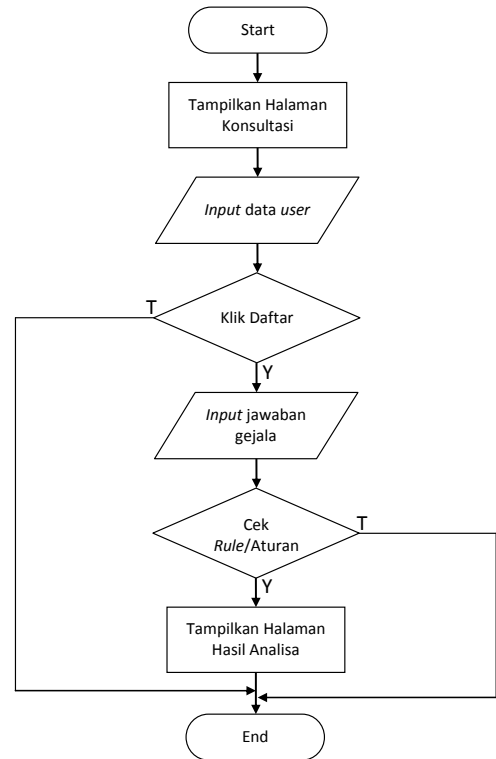 Start
Tampilkan Halaman
Konsultasi
Input data user
T
Klik Daftar
Y
Input jawaban
gejala
Cek
Rule/Aturan
T
Y
Tampilkan Halaman
Hasil Analisa
End